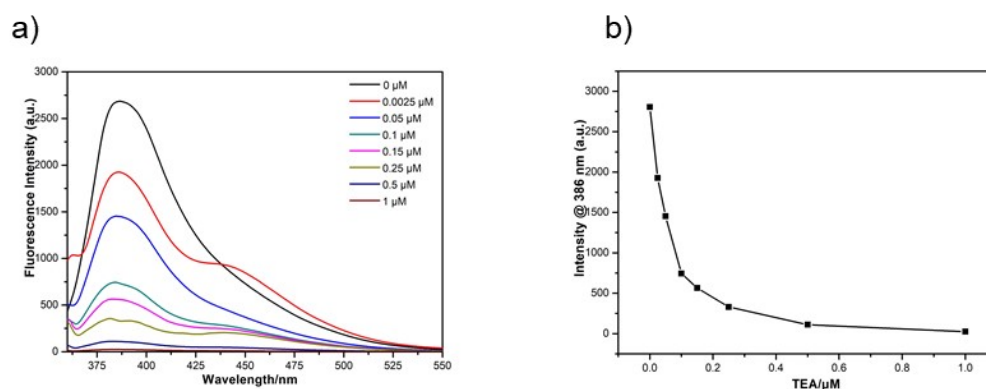 a)
b)
3000
2500
2000
1500
1000
500
0
Fluorescence Intensity (a.u.)
375
400
425
450
475
500
525
550
Wavelength/nm
0 µM
0.0025 µM
0.05 µM
0.1 µM
0.15 µM
0.25 µM
0.5 µM
1 µM
3000
2500
2000
1500
1000
500
0
Intensity @ 386 nm (a.u.)
0.0
0.2
0.4
0.6
0.8
1.0
TEA/µM